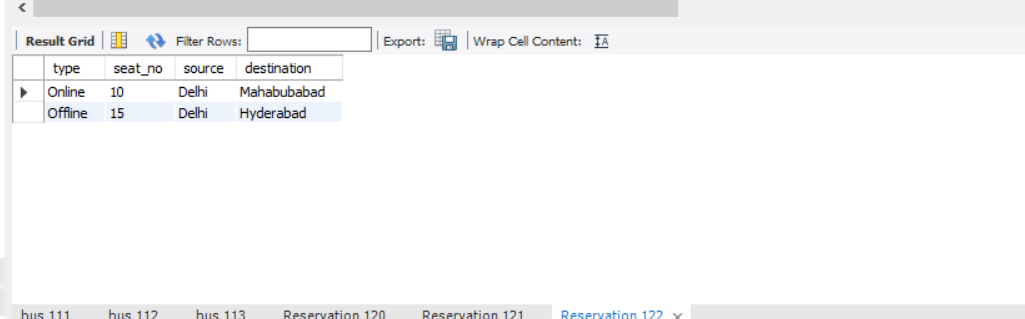 Result Grid Filter Rows: Export: Wrap Cell Content: IA
type seat_no source destination
Online 10 Delhi Mahabubabad
Offline 15 Delhi Hyderabad
bus 111 bus 112 bus 113 Reservation 120 Reservation 121 Reservation 122 ×